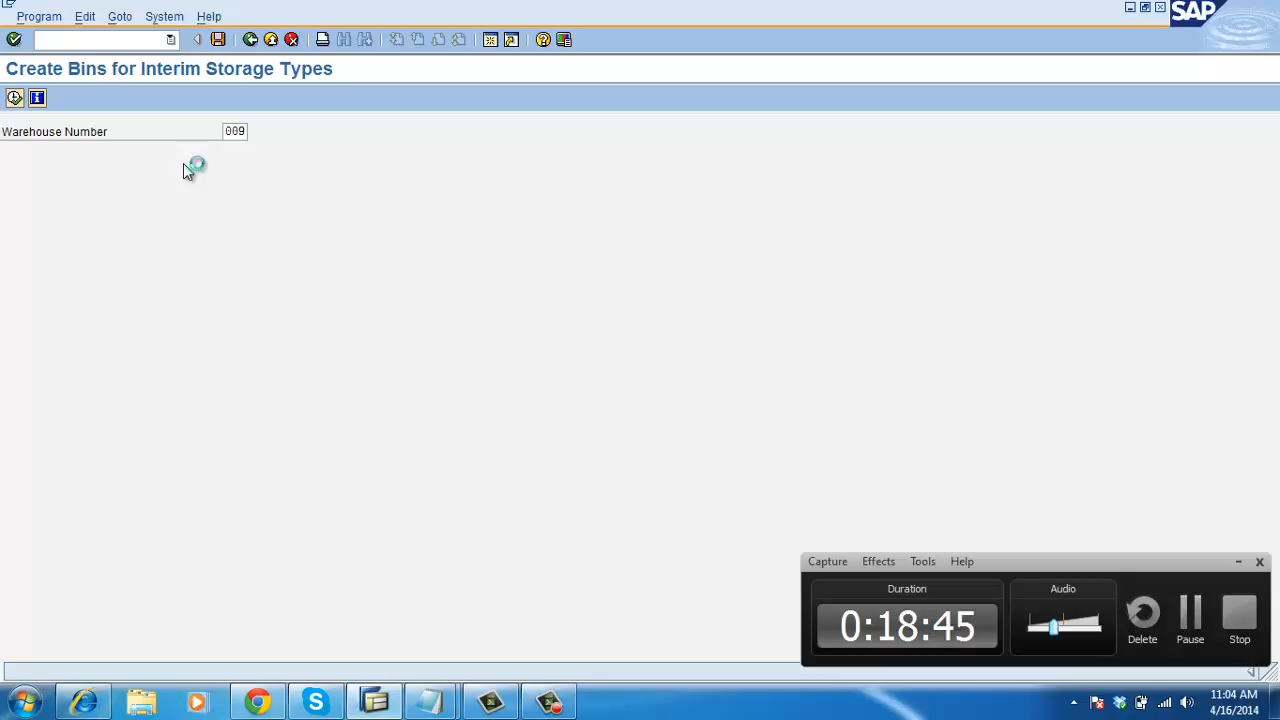 Program Edit Goto System Help
SAP
Create Bins for Interim Storage Types
Warehouse Number 009
Capture Effects Tools Help
Duration Audio
0:18:45
Delete Pause Stop
11:04 AM
4/16/2014